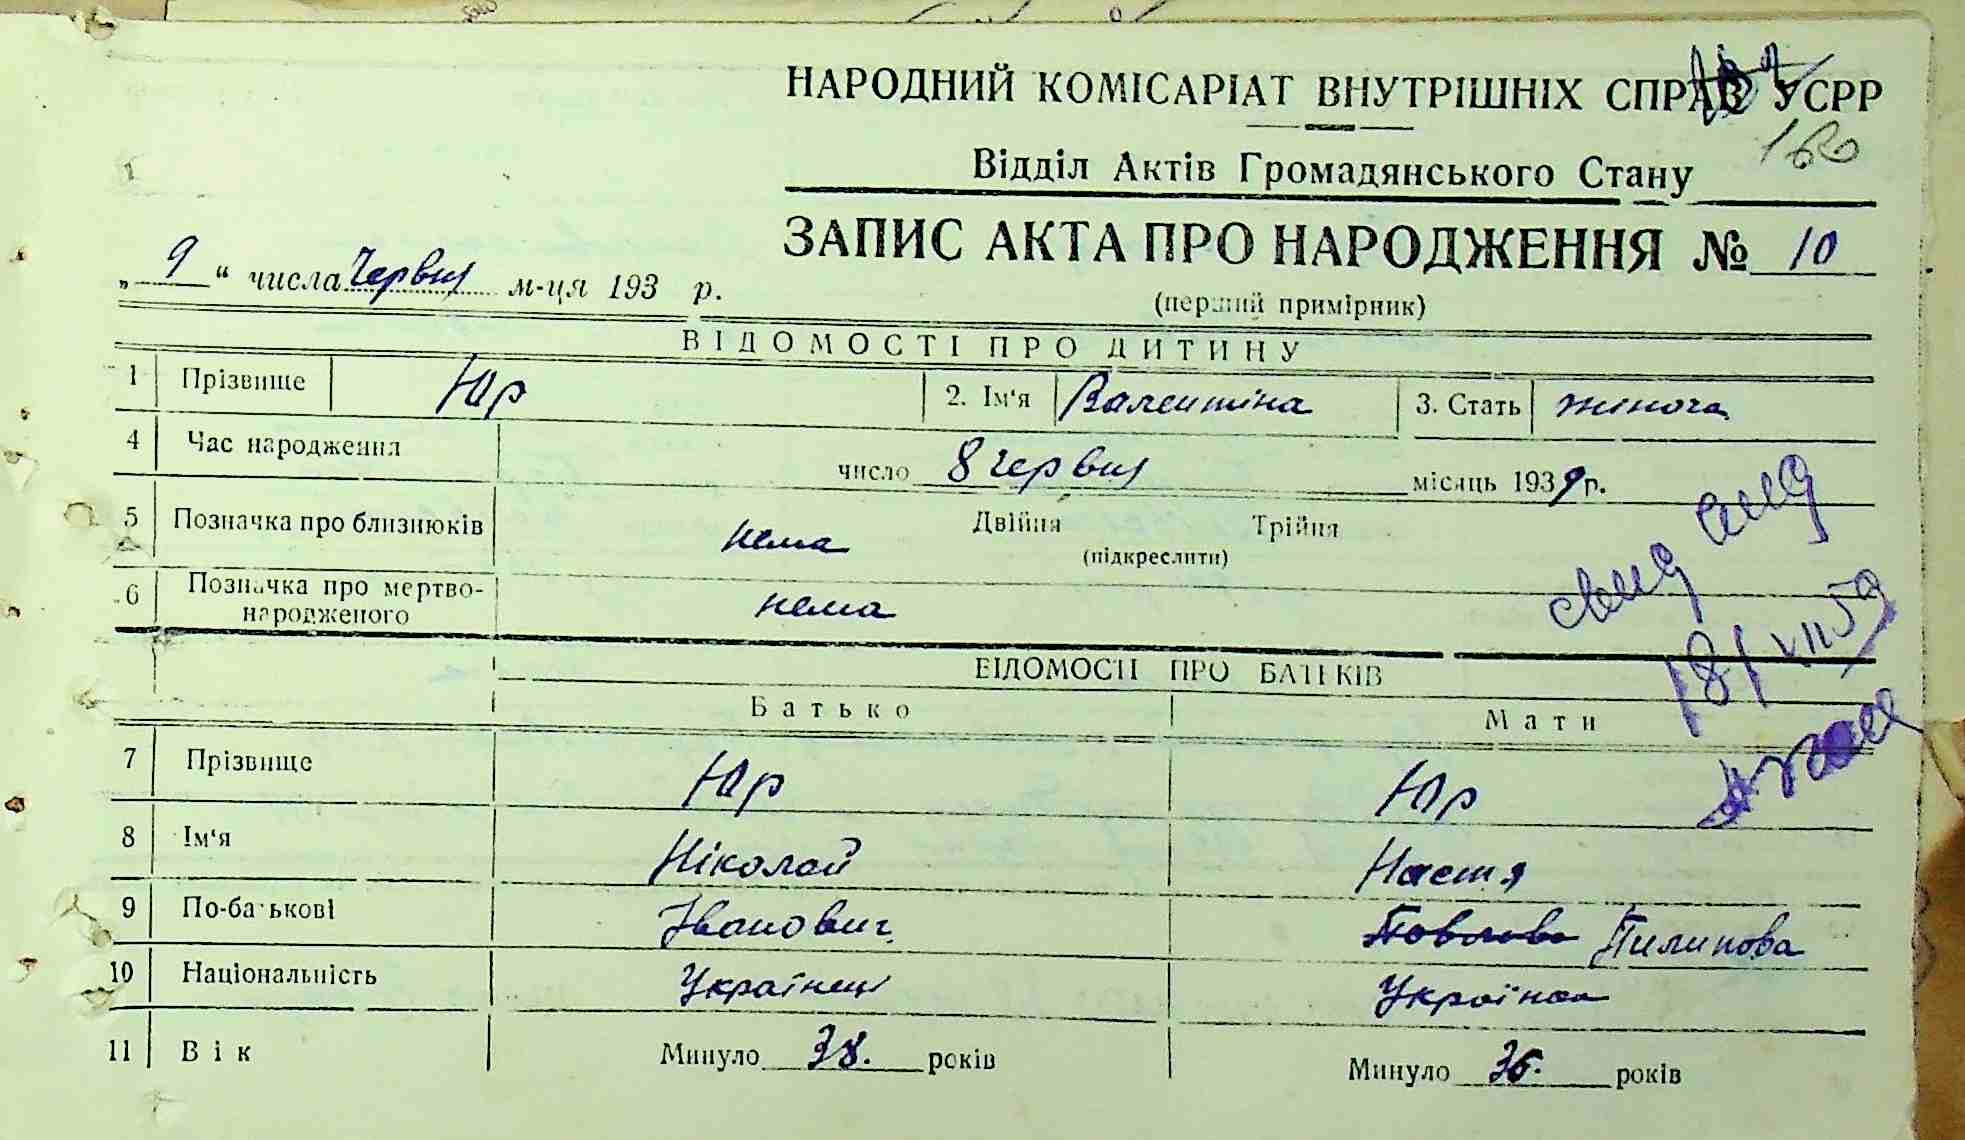 НАРОДНИЙ КОМІСАРІАТ ВНУТРІШНІХ СПРАВ УСРР
160
Відділ Актів Громадянського Стану
ЗАПИС АКТА ПРО НАРОДЖЕННЯ № 10
„ 9 “ числа Червня м-ця 193 р.
(перший примірник)
ВІДОМОСТІ ПРО ДИТИНУ
1 Прізвище Юр 2. Ім'я Валентіна 3. Стать жіноча
4 Час народження число 8 червня місяць 1939 р.
5 Позначка про близнюків нема Двійня Трійня
(підкреслити)
6 Позначка про мертво-
народженого нема
ВІДОМОСТІ ПРО БАТЬКІВ
Батько Мати
7 Прізвище Юр Юр
8 Ім'я Ніколай Настя
9 По-батькові Іванович Пилипова
10 Національність Українець Українка
11 Вік Минуло 38. років Минуло 36. років